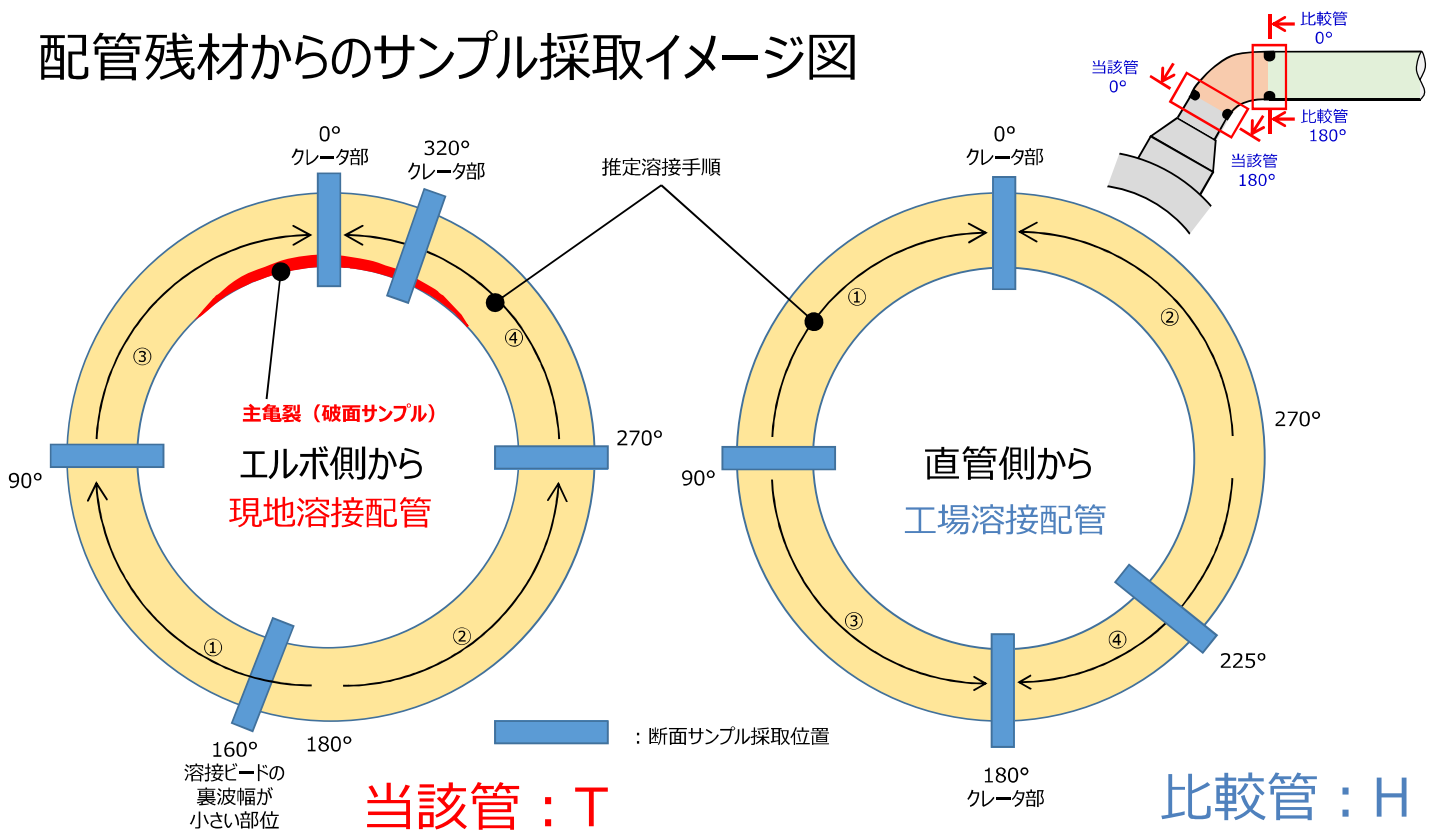 配管残材からのサンプル採取イメージ図
比較管
0°
当該管
0°
比較管
180°
当該管
180°
0°
クレータ部
320°
クレータ部
推定溶接手順
0°
クレータ部
③
④
①
②
主亀裂（破面サンプル）
エルボ側から
現地溶接配管
90°
270°
直管側から
工場溶接配管
90°
270°
①
②
③
④
225°
160°
溶接ビードの
裏波幅が
小さい部位
180°
：断面サンプル採取位置
180°
クレータ部
当該管：T
比較管：H